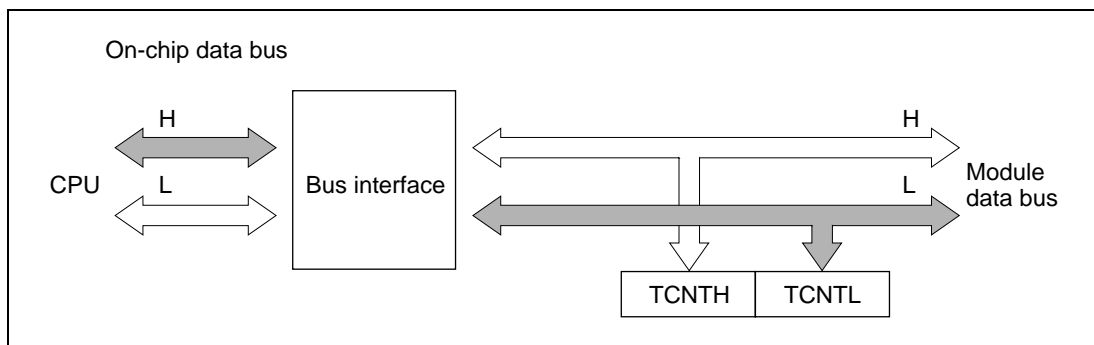 On-chip data bus
H
H
CPU
L
Bus interface
L
Module
data bus
TCNTH
TCNTL